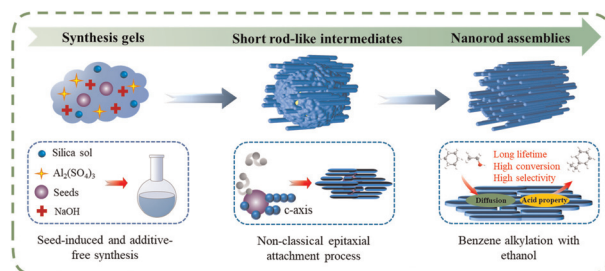 Synthesis gels
Short rod-like intermediates
Nanorod assemblies
Silica sol
Al₂(SO₄)₃
Seeds
NaOH
c-axis
Long lifetime
High conversion
High selectivity
Diffusion
Acid property
Seed-induced and additive-
free synthesis
Non-classical epitaxial
attachment process
Benzene alkylation with
ethanol